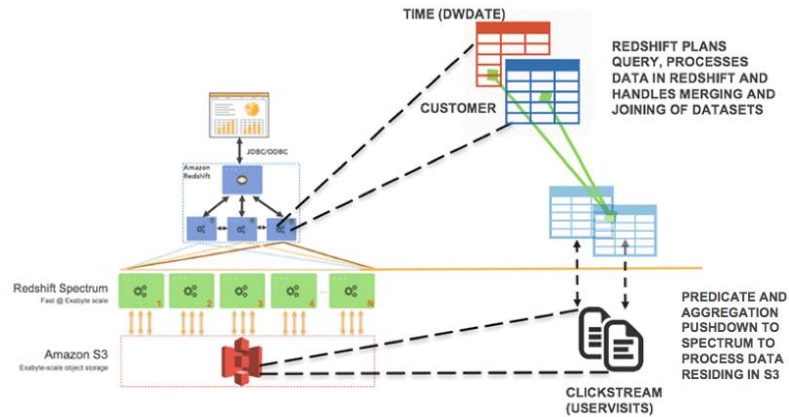 TIME (DWDATE)
REDSHIFT PLANS
QUERY, PROCESSES
DATA IN REDSHIFT AND
HANDLES MERGING AND
JOINING OF DATASETS
CUSTOMER
JDBC/ODBC
Amazon
Redshift
Redshift Spectrum
Fast @ Exabyte scale
1
2
3
4
...
N
Amazon S3
Exabyte-scale object storage
PREDICATE AND
AGGREGATION
PUSHDOWN TO
SPECTRUM TO
PROCESS DATA
RESIDING IN S3
CLICKSTREAM
(USERVISITS)